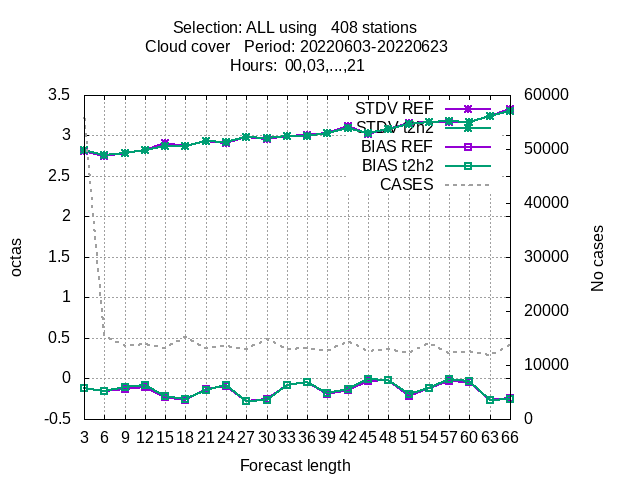 Selection: ALL using   408 stations
Cloud cover   Period: 20220603-20220623
Hours:  00,03,...,21
3.5
3
2.5
2
1.5
1
0.5
0
-0.5
octas
60000
50000
40000
30000
20000
10000
0
No cases
STDV REF
STDV t2h2
BIAS REF
BIAS t2h2
CASES
3 6 9 12 15 18 21 24 27 30 33 36 39 42 45 48 51 54 57 60 63 66
Forecast length